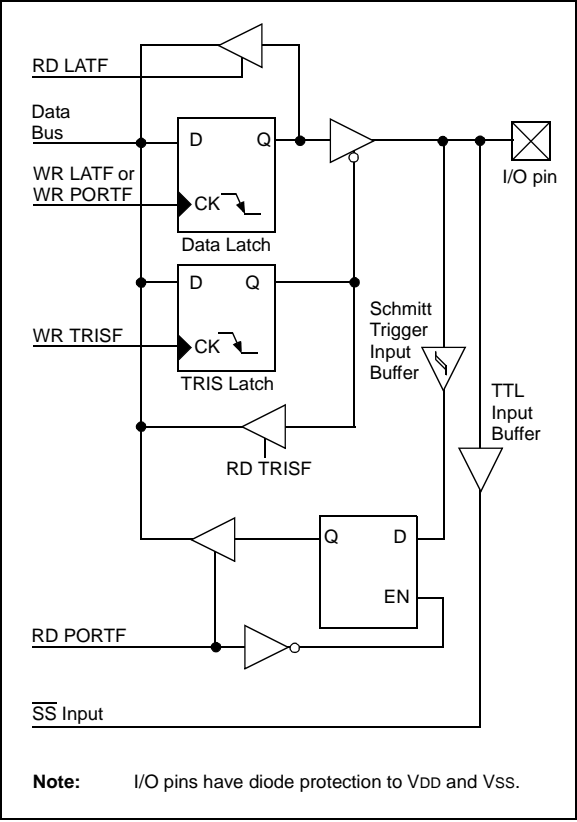 RD LATF
Data
Bus
D
Q
I/O pin
WR LATF or
WR PORTF
CK
Data Latch
D
Q
WR TRISF
CK
TRIS Latch
Schmitt
Trigger
Input
Buffer
TTL
Input
Buffer
RD TRISF
Q
D
EN
RD PORTF
S̅S̅ Input
Note: I/O pins have diode protection to VDD and VSS.